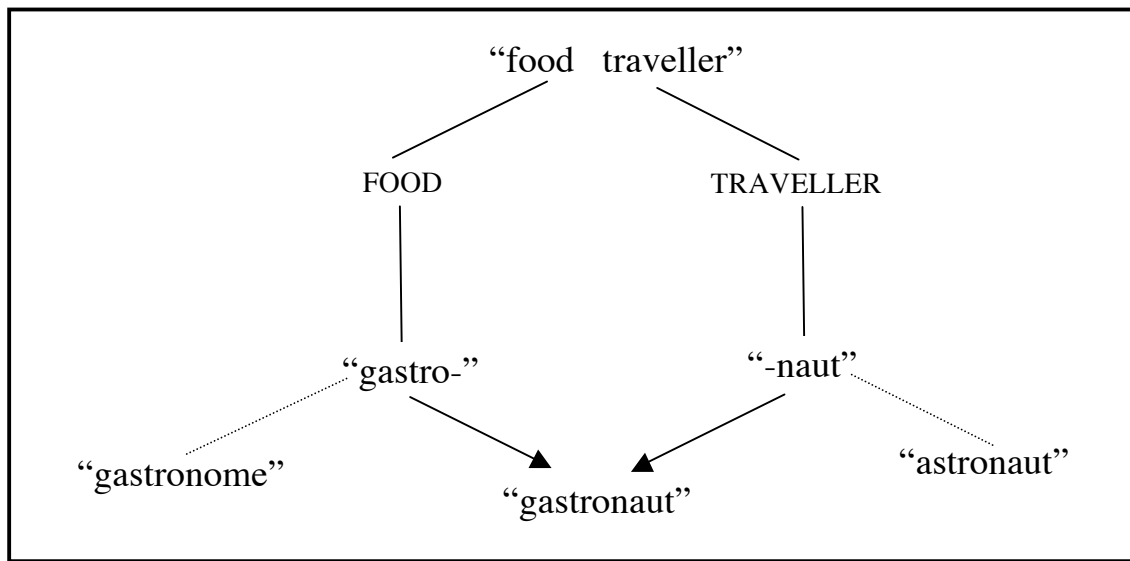 “food traveller”
FOOD TRAVELLER
“gastro-” “-naut”
“gastronome” “gastronaut” “astronaut”